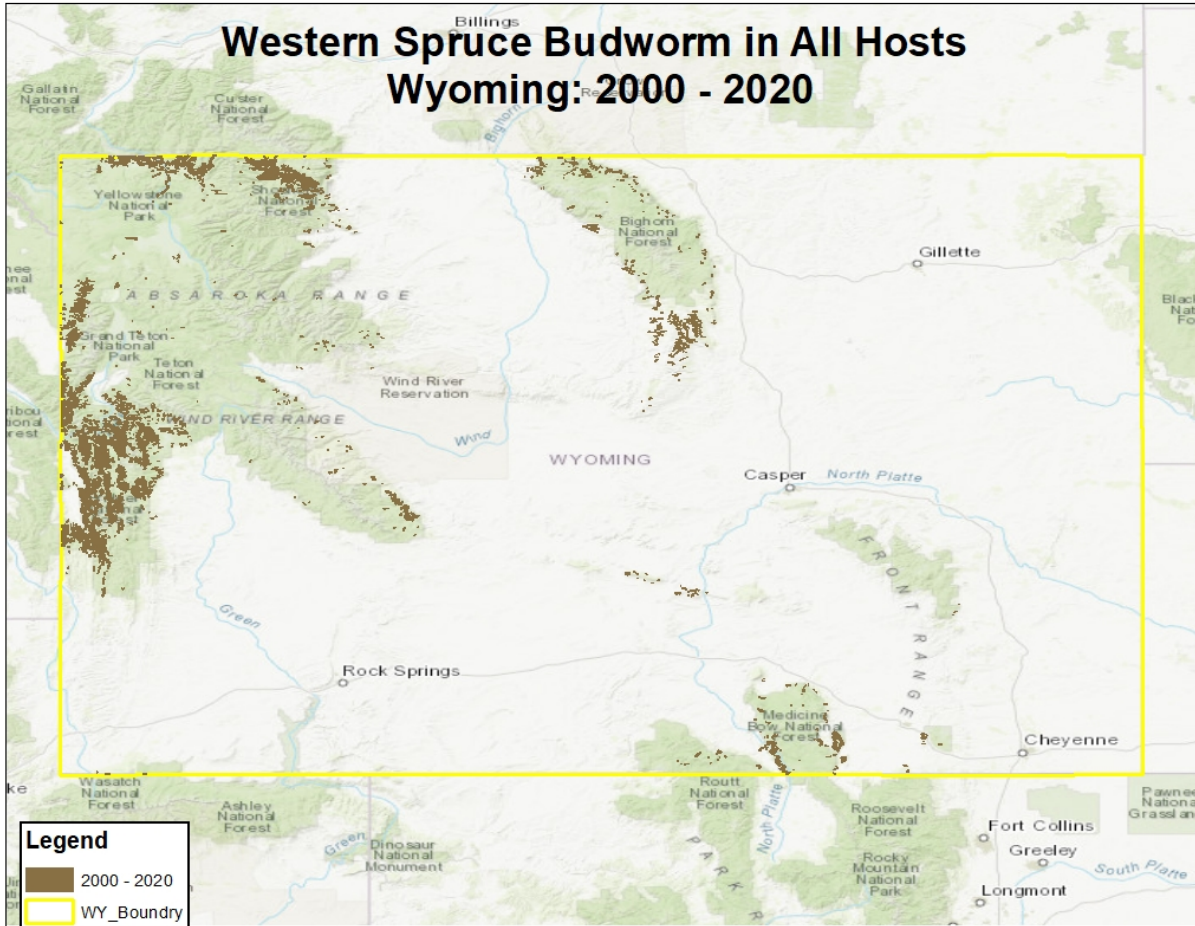 Billings
Western Spruce Budworm in All Hosts
Wyoming: 2000 - 2020
Gallatin
National
Forest
Custer
National
Forest
Bighorn
Yellowstone
National
Park
National
Forest
Bighorn
National
Forest
Gillette
ABSAROKA RANGE
Grand Teton
National
Park
Teton
National
Forest
Wind River
Reservation
WIND RIVER RANGE
Wind
WYOMING
Casper
North Platte
FRONT RANGE
Green
Rock Springs
Medicine
Bow National
Forest
Cheyenne
Wasatch
National
Forest
Ashley
National
Forest
Routt
National
Forest
North Platte
Roosevelt
National
Forest
Fort Collins
Greeley
South Platte
Green
Dinosaur
National
Monument
Rocky
Mountain
National
Park
Longmont
PARK R
Legend
2000 - 2020
WY_Boundry